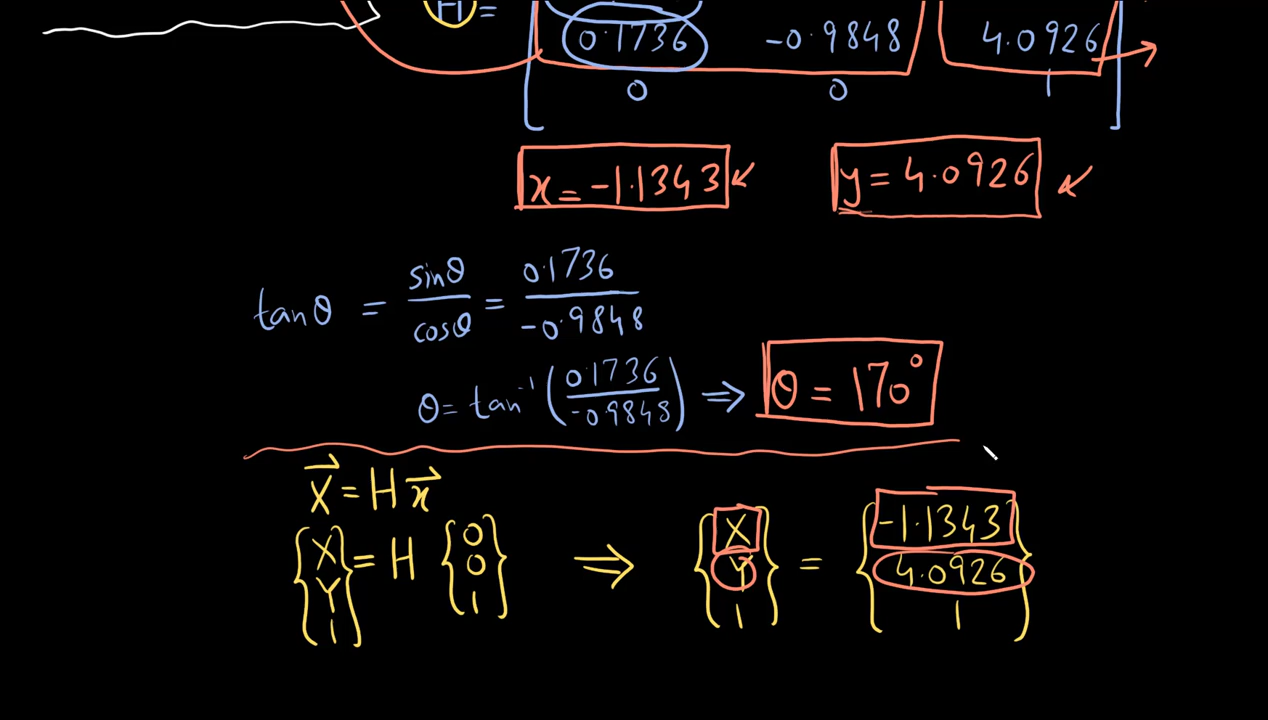 H =
0.1736 -0.9848 4.0926
0 0 1
x = -1.1343 y = 4.0926
tanθ = sinθ/cosθ = 0.1736/-0.9848
θ = tan⁻¹(0.1736/-0.9848) ⇒ θ = 170°
X⃗ = H x⃗
{X Y 1} = H {0 0 1} ⇒ {X Y 1} = {-1.1343 4.0926 1}